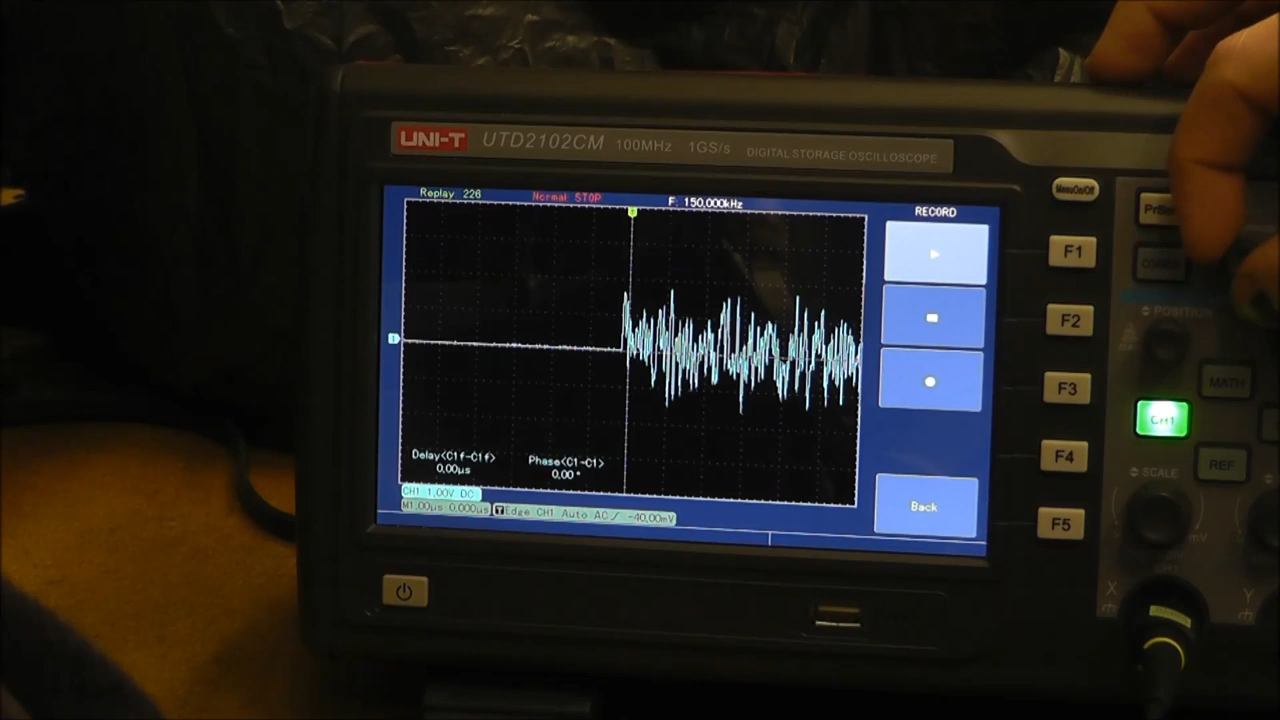 UNI-T UTD2102CM 100MHz 1GS/s DIGITAL STORAGE OSCILLOSCOPE
Replay 226 Normal STOP F: 150,000kHz RECORD
MenuOn/Off
F1
F2
POSITION
F3
MATH
CH1
Delay<C1f-C1f> Phase<C1-C1>
0,00µs 0,00°
F4
REF
SCALE
CH1 1,00V DC
M1,00µs 0,000µs T Edge CH1 Auto AC -40,00mV
Back
F5
mV
X
Y